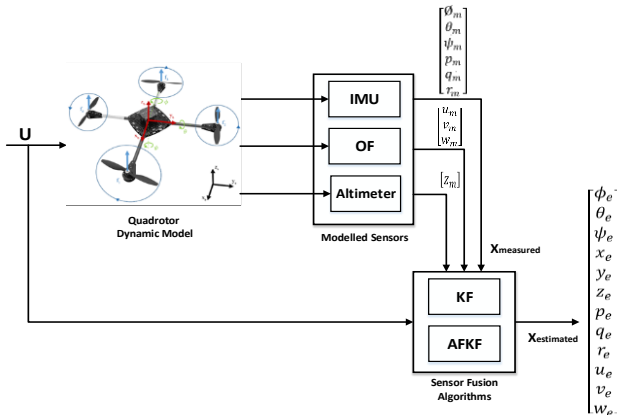 Ø_m
θ_m
ψ_m
p_m
q_m
r_m
IMU
u_m
v_m
w_m
OF
U
[z_m]
Altimeter
Quadrotor
Dynamic Model
Modelled Sensors
X_measured
ϕ_e
θ_e
ψ_e
x_e
y_e
z_e
p_e
q_e
r_e
u_e
v_e
w_e
KF
X_estimated
AFKF
Sensor Fusion
Algorithms